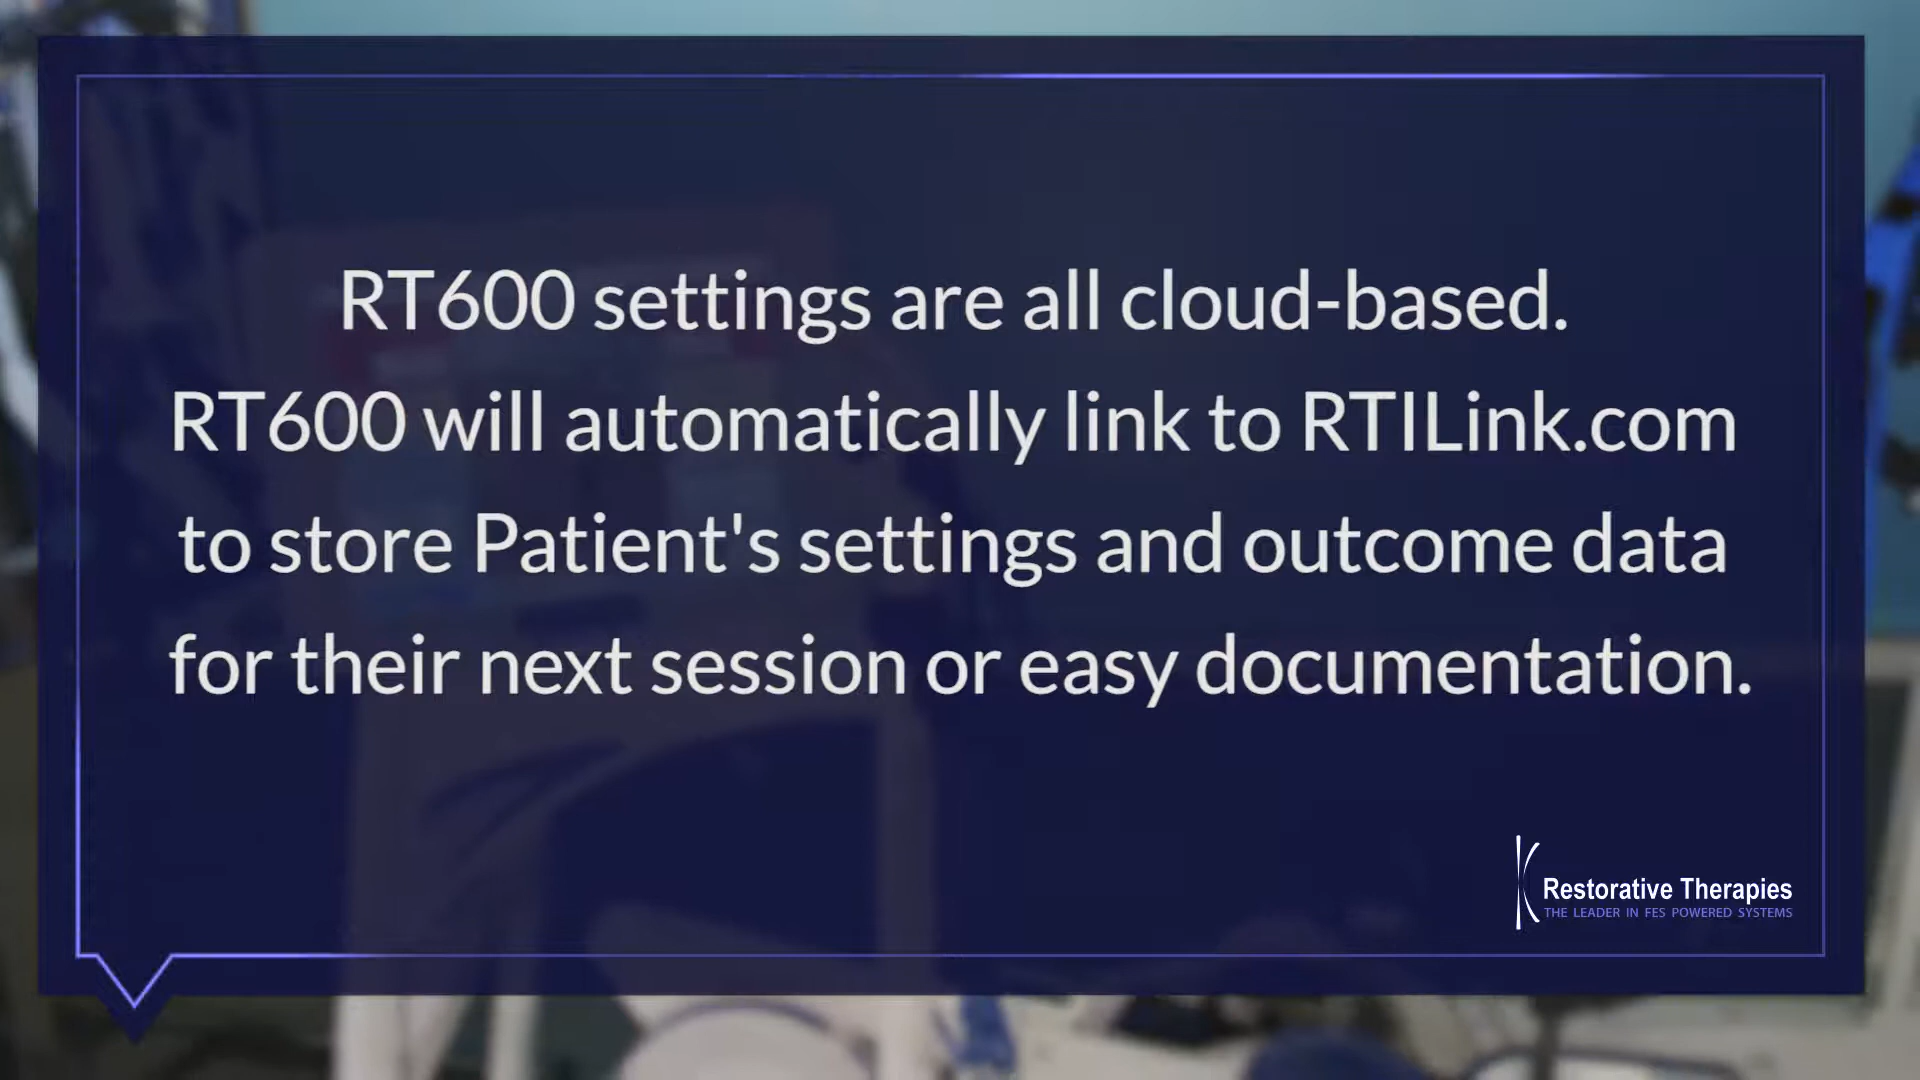 RT600 settings are all cloud-based.
RT600 will automatically link to RTILink.com
to store Patient's settings and outcome data
for their next session or easy documentation.
Restorative Therapies
THE LEADER IN FES POWERED SYSTEMS